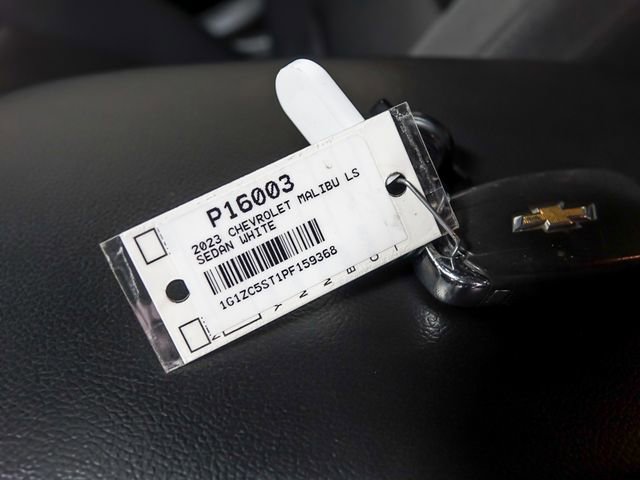 P16003
2023 CHEVROLET MALIBU LS
SEDAN WHITE
1G1ZC5ST1PF159368